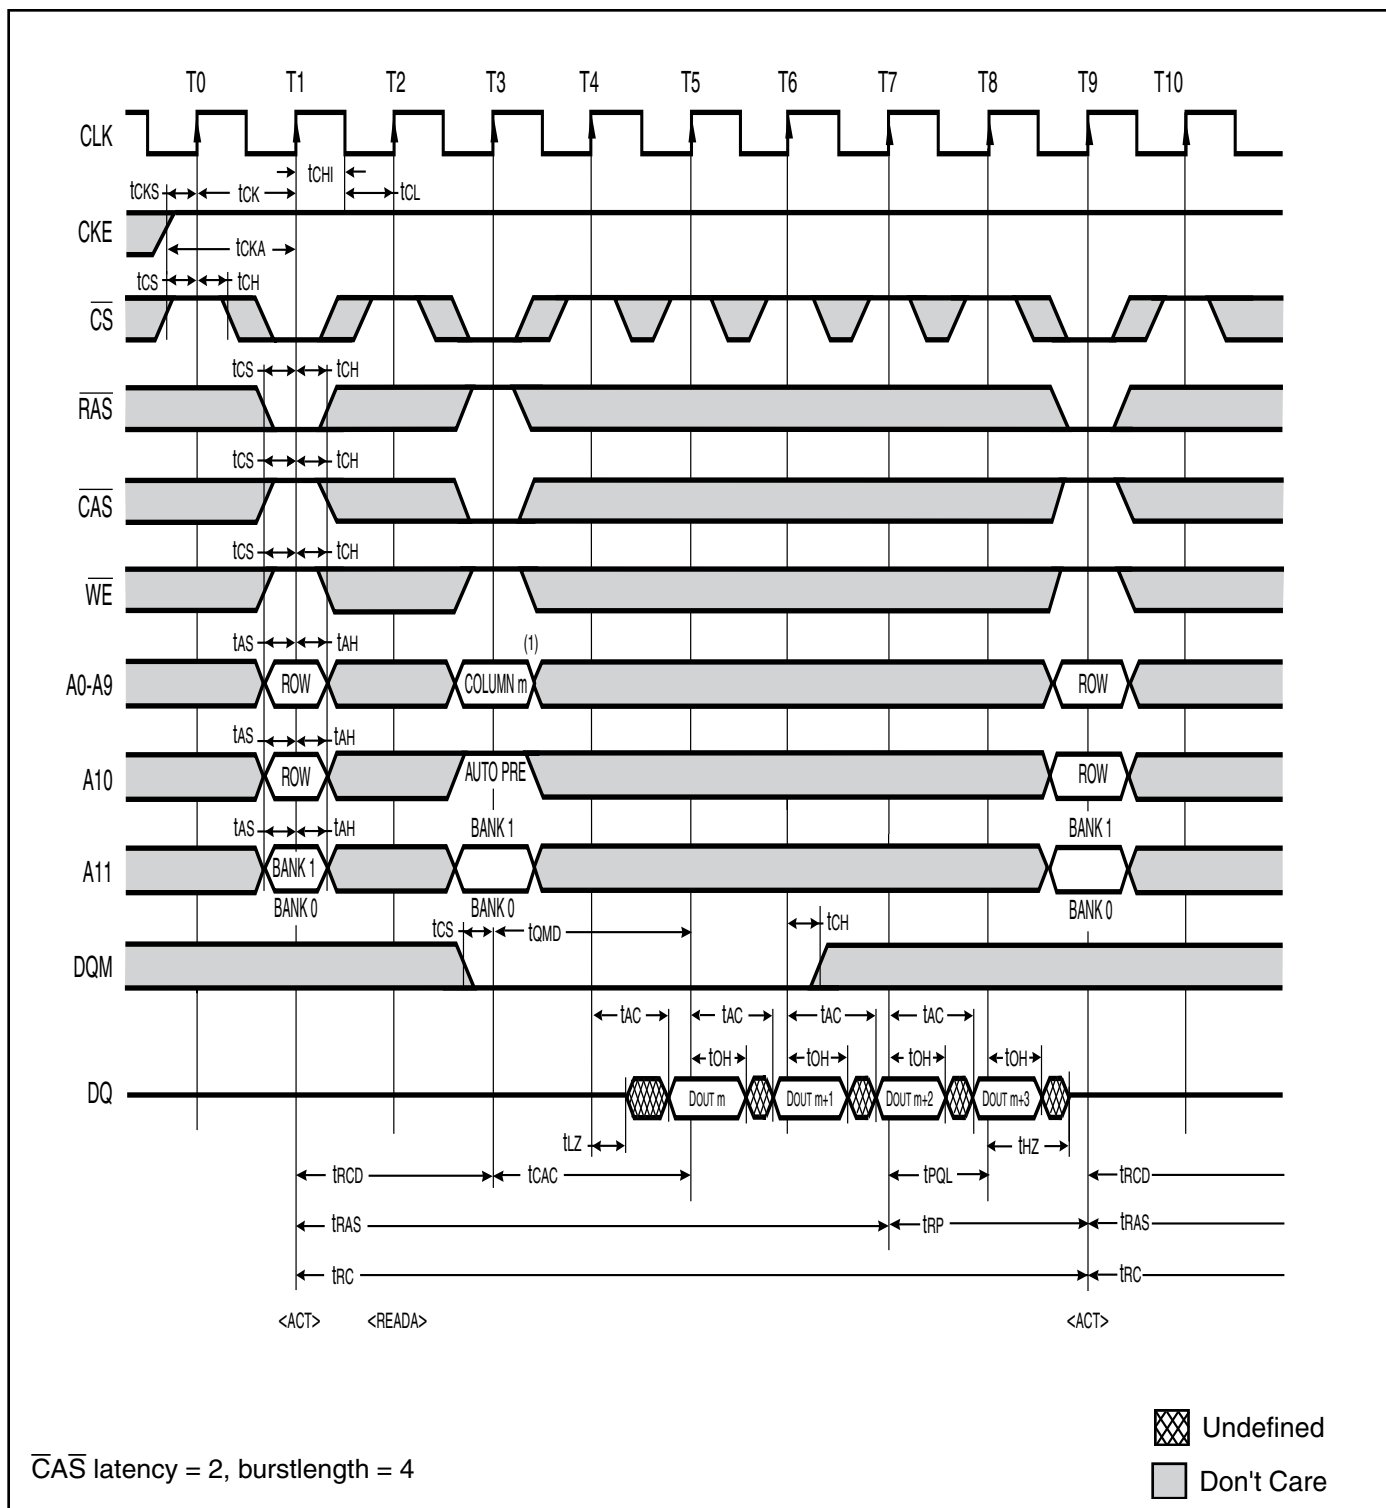 T0 T1 T2 T3 T4 T5 T6 T7 T8 T9 T10
CLK
tCHI
tCKS tCK tCL
CKE
tCKA
tCS tCH
CS
tCS tCH
RAS
tCS tCH
CAS
tCS tCH
WE
tAS tAH (1)
A0-A9 ROW COLUMN m ROW
tAS tAH
A10 ROW AUTO PRE ROW
tAS tAH BANK 1 BANK 1
A11 BANK 1
BANK 0 BANK 0 BANK 0
tCS tQMD tCH
DQM
tAC tAC tAC tAC
tOH tOH tOH tOH
DQ DOUT m DOUT m+1 DOUT m+2 DOUT m+3
tLZ tHZ
tRCD tCAC tPQL tRCD
tRAS tRP tRAS
tRC tRC
<ACT> <READA> <ACT>
Undefined
CAS latency = 2, burstlength = 4
Don't Care